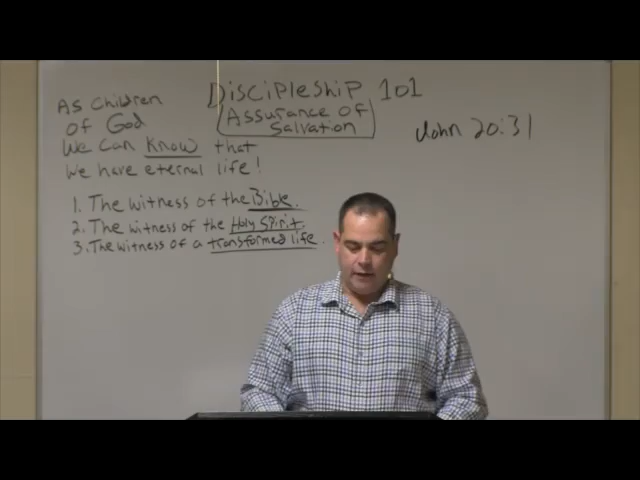 Discipleship 101
Assurance of
Salvation
As Children
of God
We can know that
We have eternal life!
1. The witness of the Bible.
2. The witness of the Holy Spirit.
3. The witness of a transformed life.
John 20:31